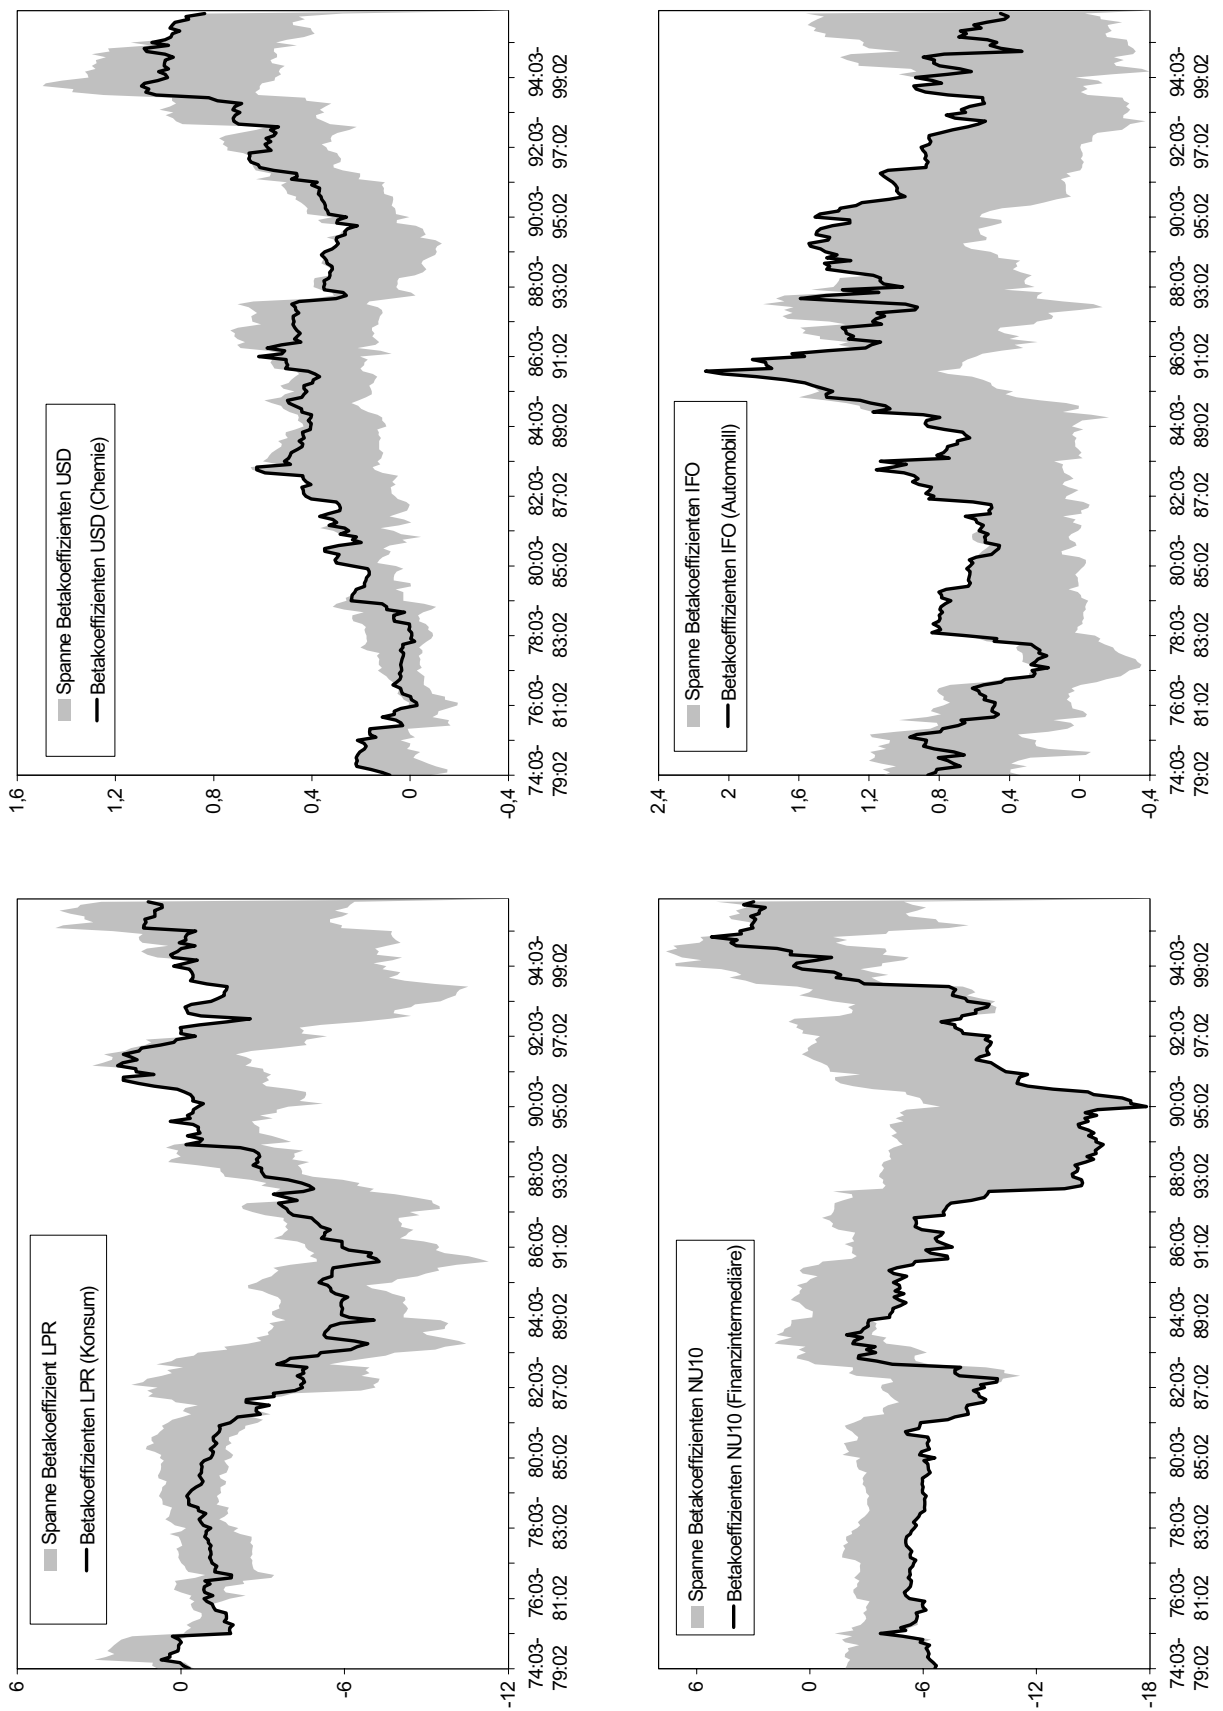 6
0
-6
-12
Spanne Betakoeffizient LPR
Betakoeffizienten LPR (Konsum)
74:03- 76:03- 78:03- 80:03- 82:03- 84:03- 86:03- 88:03- 90:03- 92:03- 94:03-
79:02 81:02 83:02 85:02 87:02 89:02 91:02 93:02 95:02 97:02 99:02
1,6
1,2
0,8
0,4
0
-0,4
Spanne Betakoeffizienten USD
Betakoeffizienten USD (Chemie)
74:03- 76:03- 78:03- 80:03- 82:03- 84:03- 86:03- 88:03- 90:03- 92:03- 94:03-
79:02 81:02 83:02 85:02 87:02 89:02 91:02 93:02 95:02 97:02 99:02
6
0
-6
-12
-18
Spanne Betakoeffizienten NU10
Betakoeffizienten NU10 (Finanzintermediäre)
74:03- 76:03- 78:03- 80:03- 82:03- 84:03- 86:03- 88:03- 90:03- 92:03- 94:03-
79:02 81:02 83:02 85:02 87:02 89:02 91:02 93:02 95:02 97:02 99:02
2,4
2
1,6
1,2
0,8
0,4
0
-0,4
Spanne Betakoeffizienten IFO
Betakoefffizienten IFO (Automobill)
74:03- 76:03- 78:03- 80:03- 82:03- 84:03- 86:03- 88:03- 90:03- 92:03- 94:03-
79:02 81:02 83:02 85:02 87:02 89:02 91:02 93:02 95:02 97:02 99:02